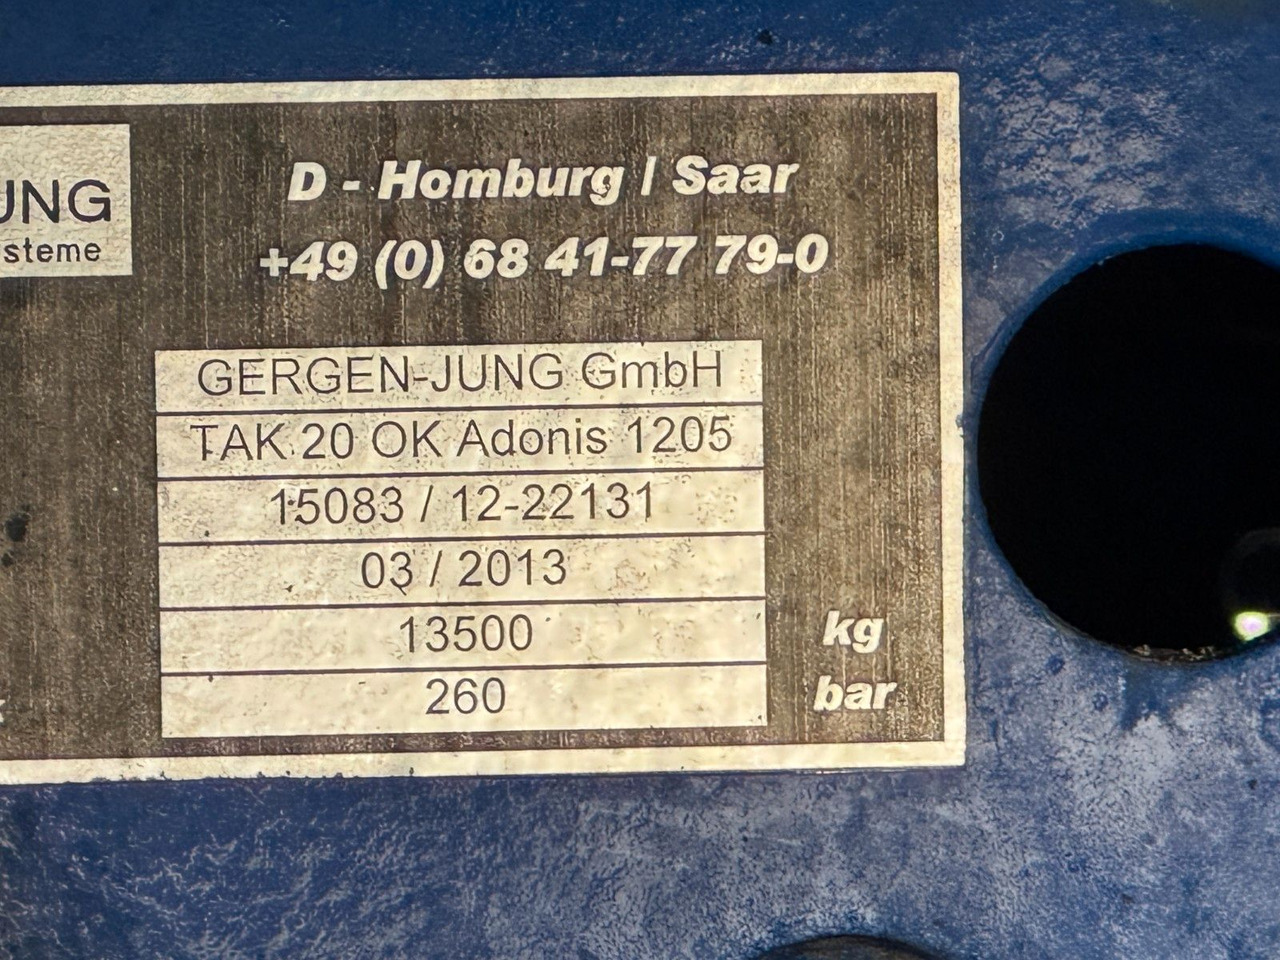 JUNG
steme
D - Homburg / Saar
+49 (0) 68 41-77 79-0
GERGEN-JUNG GmbH
TAK 20 OK Adonis 1205
15083 / 12-22131
03 / 2013
13500 kg
260 bar